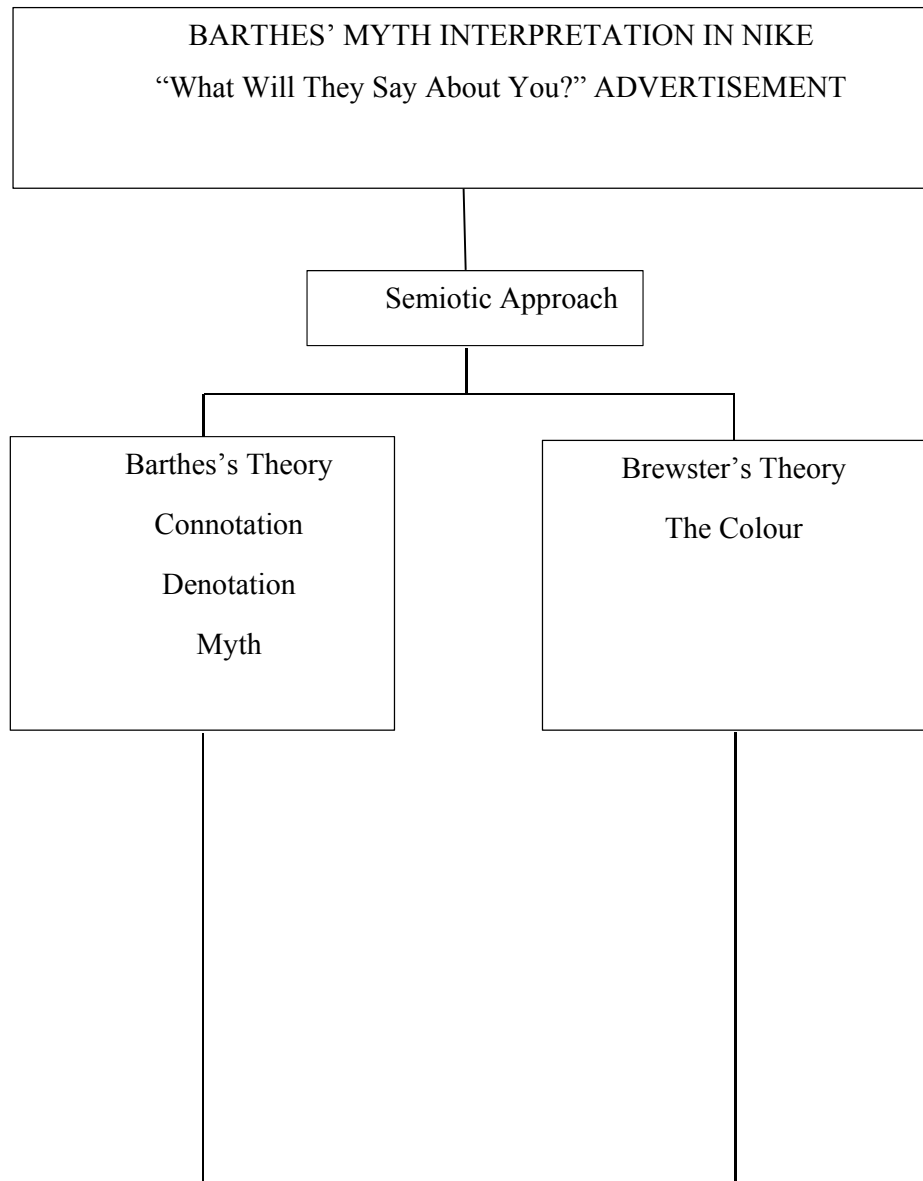 BARTHES’ MYTH INTERPRETATION IN NIKE
“What Will They Say About You?” ADVERTISEMENT
Semiotic Approach
Barthes’s Theory
Connotation
Denotation
Myth
Brewster’s Theory
The Colour